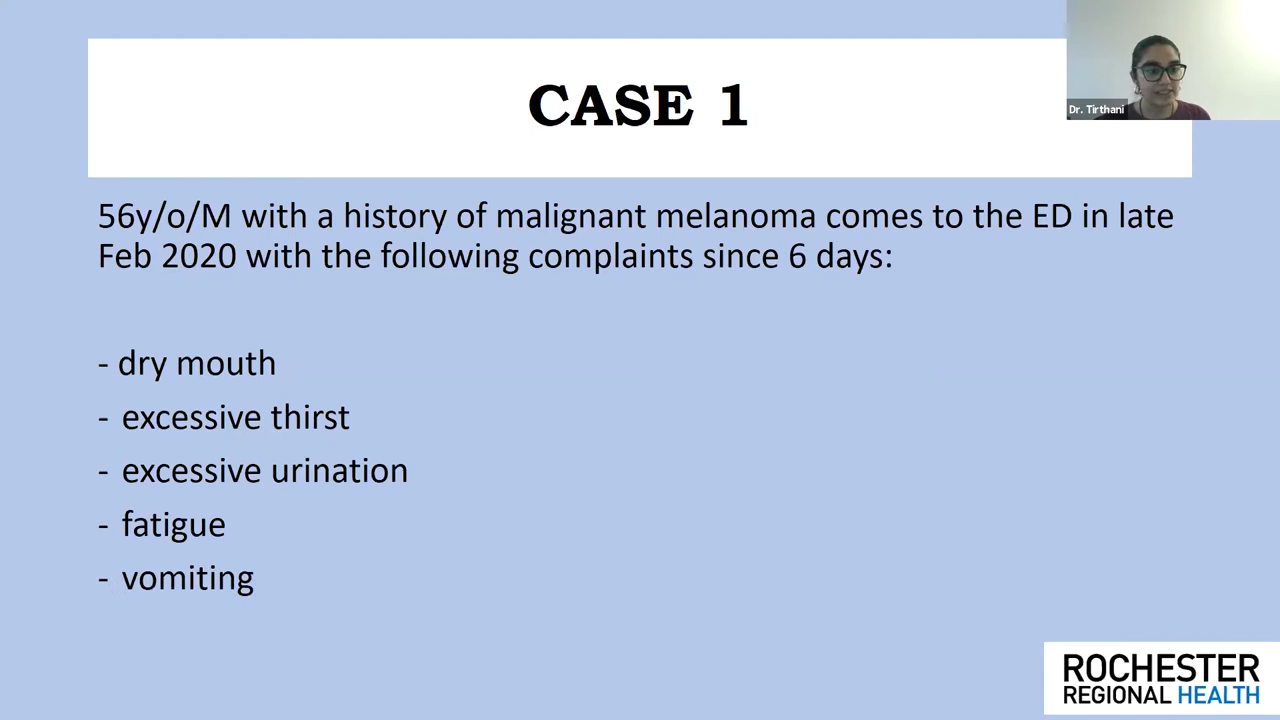 CASE 1
Dr. Tirthani
56y/o/M with a history of malignant melanoma comes to the ED in late
Feb 2020 with the following complaints since 6 days:
- dry mouth
- excessive thirst
- excessive urination
- fatigue
- vomiting
ROCHESTER
REGIONAL HEALTH